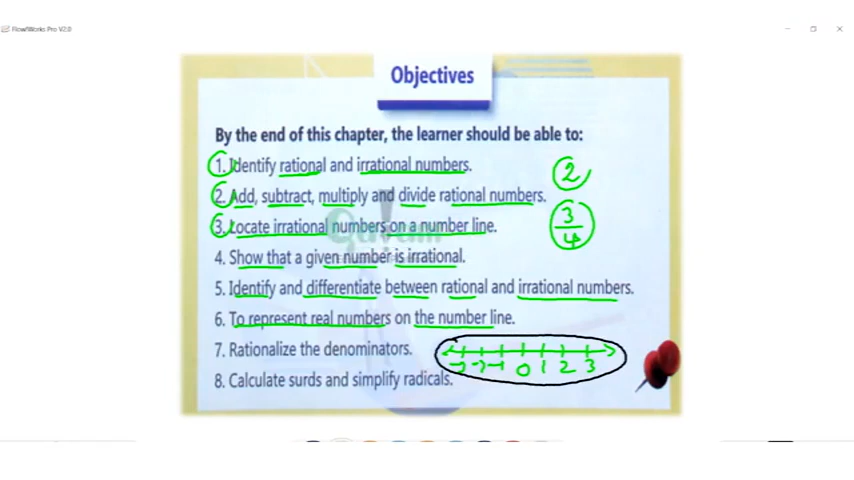 FlowWorks Pro V2.0
Objectives
By the end of this chapter, the learner should be able to:
1. Identify rational and irrational numbers.
2. Add, subtract, multiply and divide rational numbers.
3. Locate irrational numbers on a number line.
4. Show that a given number is irrational.
5. Identify and differentiate between rational and irrational numbers.
6. To represent real numbers on the number line.
7. Rationalize the denominators.
8. Calculate surds and simplify radicals.
2
3
4
-1 0 1 2 3